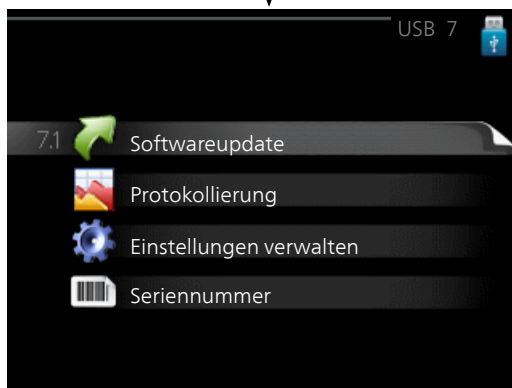 USB 7
7.1 Softwareupdate
Protokollierung
Einstellungen verwalten
Seriennummer